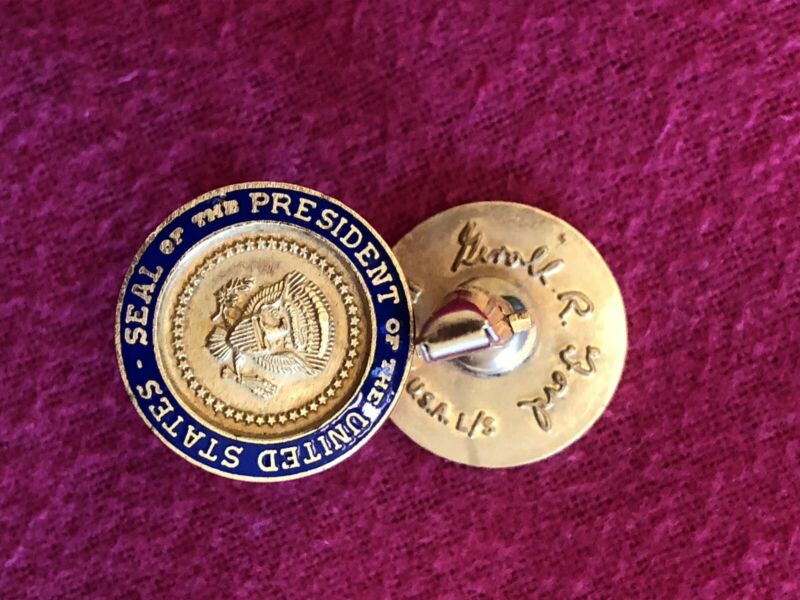 SEAL OF THE PRESIDENT OF THE UNITED STATES ·
Gerald R. Ford